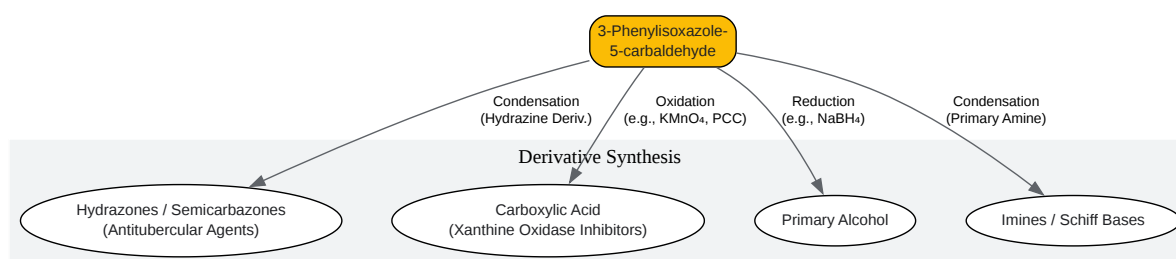 3-Phenylisoxazole-
5-carbaldehyde
Condensation
(Hydrazine Deriv.)
Oxidation
(e.g., KMnO₄, PCC)
Reduction
(e.g., NaBH₄)
Condensation
(Primary Amine)
Derivative Synthesis
Hydrazones / Semicarbazones
(Antitubercular Agents)
Carboxylic Acid
(Xanthine Oxidase Inhibitors)
Primary Alcohol
Imines / Schiff Bases